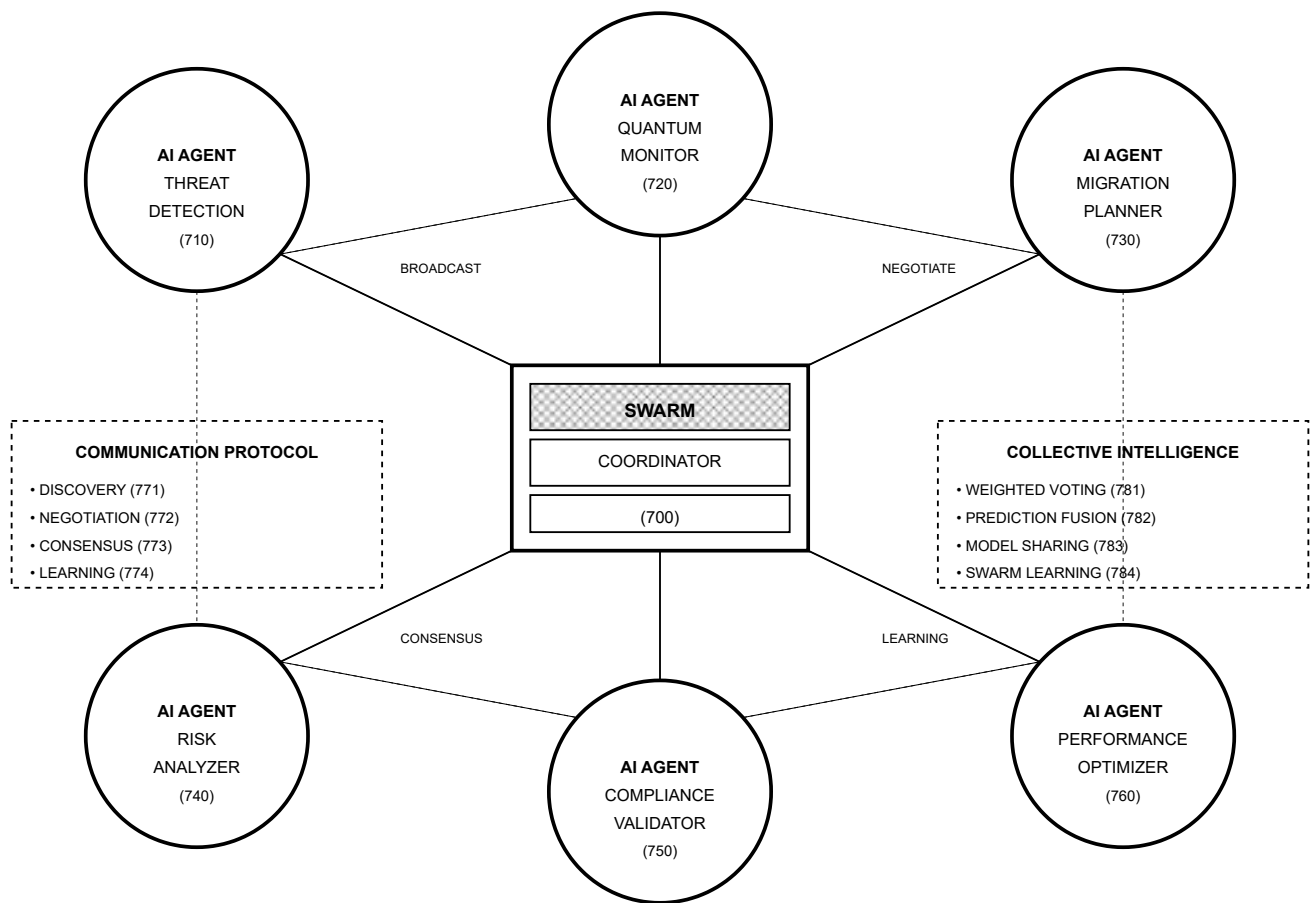 AI AGENT
THREAT
DETECTION
(710)
AI AGENT
QUANTUM
MONITOR
(720)
AI AGENT
MIGRATION
PLANNER
(730)
BROADCAST
NEGOTIATE
SWARM
COORDINATOR
(700)
COMMUNICATION PROTOCOL
• DISCOVERY (771)
• NEGOTIATION (772)
• CONSENSUS (773)
• LEARNING (774)
COLLECTIVE INTELLIGENCE
• WEIGHTED VOTING (781)
• PREDICTION FUSION (782)
• MODEL SHARING (783)
• SWARM LEARNING (784)
CONSENSUS
LEARNING
AI AGENT
RISK
ANALYZER
(740)
AI AGENT
COMPLIANCE
VALIDATOR
(750)
AI AGENT
PERFORMANCE
OPTIMIZER
(760)